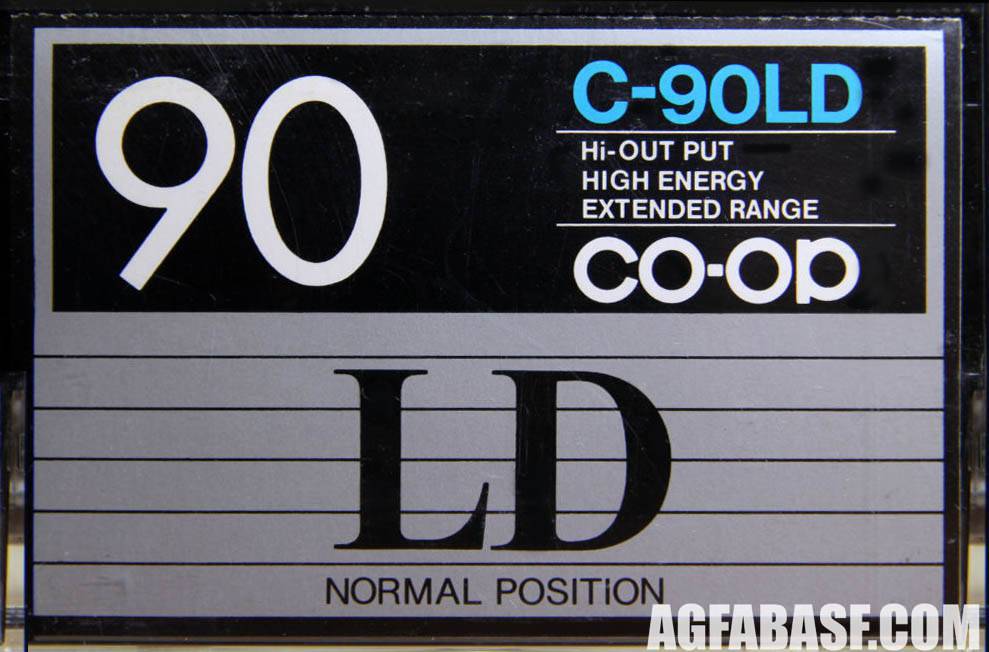 90
C-90LD
Hi-OUT PUT
HIGH ENERGY
EXTENDED RANGE
CO-OP
LD
NORMAL POSITiON
AGFABASF.COM